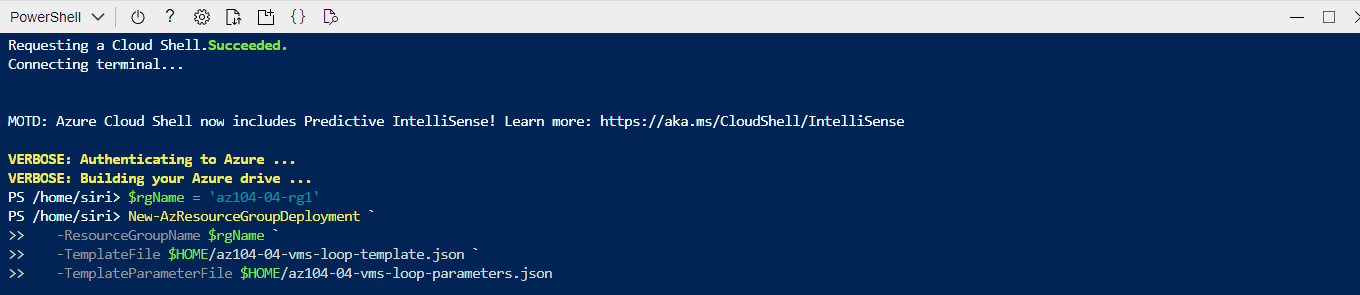 PowerShell
Requesting a Cloud Shell.Succeeded.
Connecting terminal...
MOTD: Azure Cloud Shell now includes Predictive IntelliSense! Learn more: https://aka.ms/CloudShell/IntelliSense
VERBOSE: Authenticating to Azure ...
VERBOSE: Building your Azure drive ...
PS /home/siri> $rgName = 'az104-04-rg1'
PS /home/siri> New-AzResourceGroupDeployment `
>>    -ResourceGroupName $rgName `
>>    -TemplateFile $HOME/az104-04-vms-loop-template.json `
>>    -TemplateParameterFile $HOME/az104-04-vms-loop-parameters.json